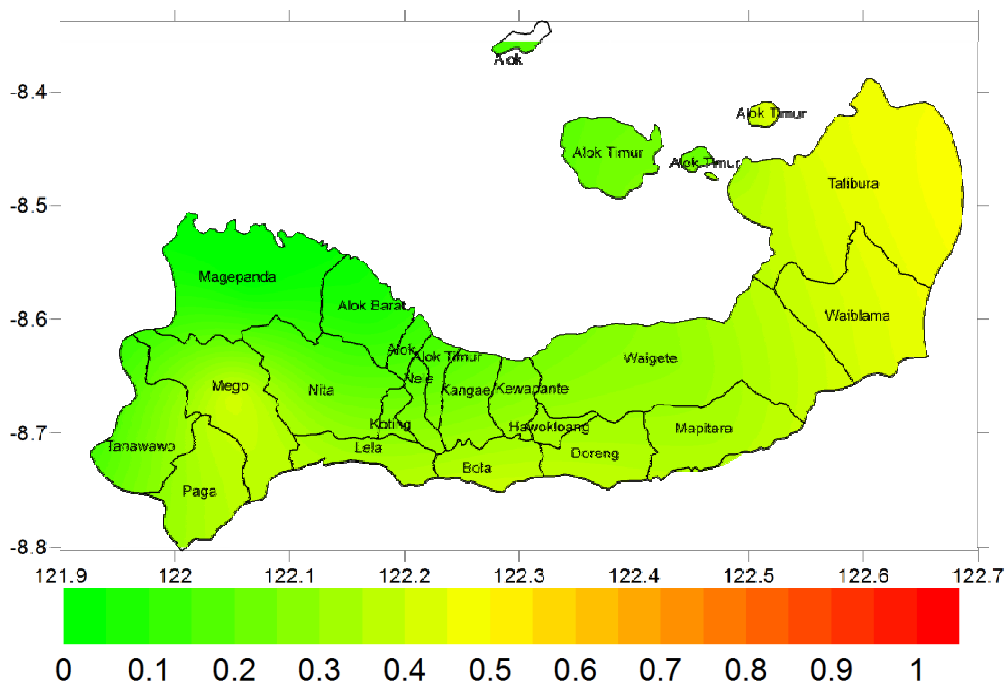 Alok
-8.4
Alok Timur
Alok Timur
Alok Timur
Talibura
-8.5
Magepanda
Alok Barat
-8.6
Waiblama
Alok
Alok Timur
Waigete
Nele
Mego
Nita
Kangae
Kewapante
Koting
Hawokloang
Mapitara
-8.7
Tanawawo
Lela
Doreng
Bola
Paga
-8.8
121.9 122 122.1 122.2 122.3 122.4 122.5 122.6 122.7
0 0.1 0.2 0.3 0.4 0.5 0.6 0.7 0.8 0.9 1